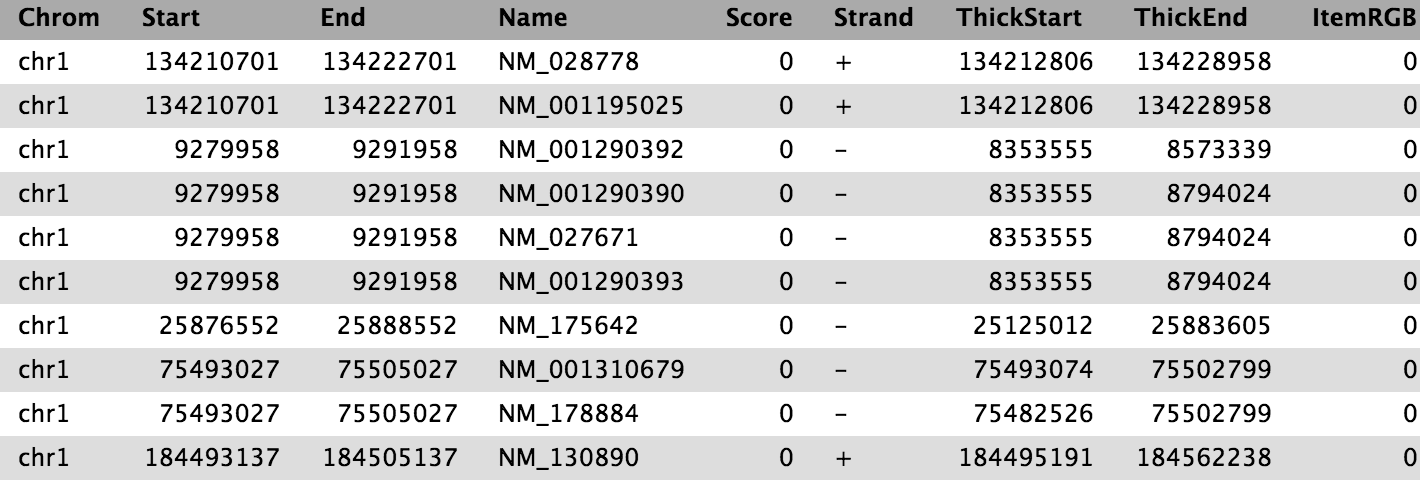 Chrom Start End Name Score Strand ThickStart ThickEnd ItemRGB
chr1 134210701 134222701 NM_028778 0 + 134212806 134228958 0
chr1 134210701 134222701 NM_001195025 0 + 134212806 134228958 0
chr1 9279958 9291958 NM_001290392 0 – 8353555 8573339 0
chr1 9279958 9291958 NM_001290390 0 – 8353555 8794024 0
chr1 9279958 9291958 NM_027671 0 – 8353555 8794024 0
chr1 9279958 9291958 NM_001290393 0 – 8353555 8794024 0
chr1 25876552 25888552 NM_175642 0 – 25125012 25883605 0
chr1 75493027 75505027 NM_001310679 0 – 75493074 75502799 0
chr1 75493027 75505027 NM_178884 0 – 75482526 75502799 0
chr1 184493137 184505137 NM_130890 0 + 184495191 184562238 0